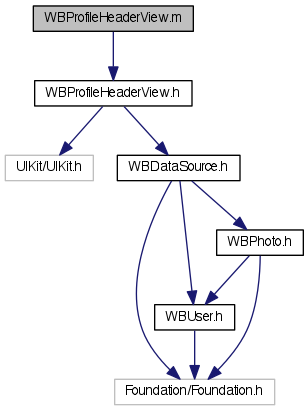 WBProfileHeaderView.m
WBProfileHeaderView.h
UIKit/UIKit.h
WBDataSource.h
WBPhoto.h
WBUser.h
Foundation/Foundation.h